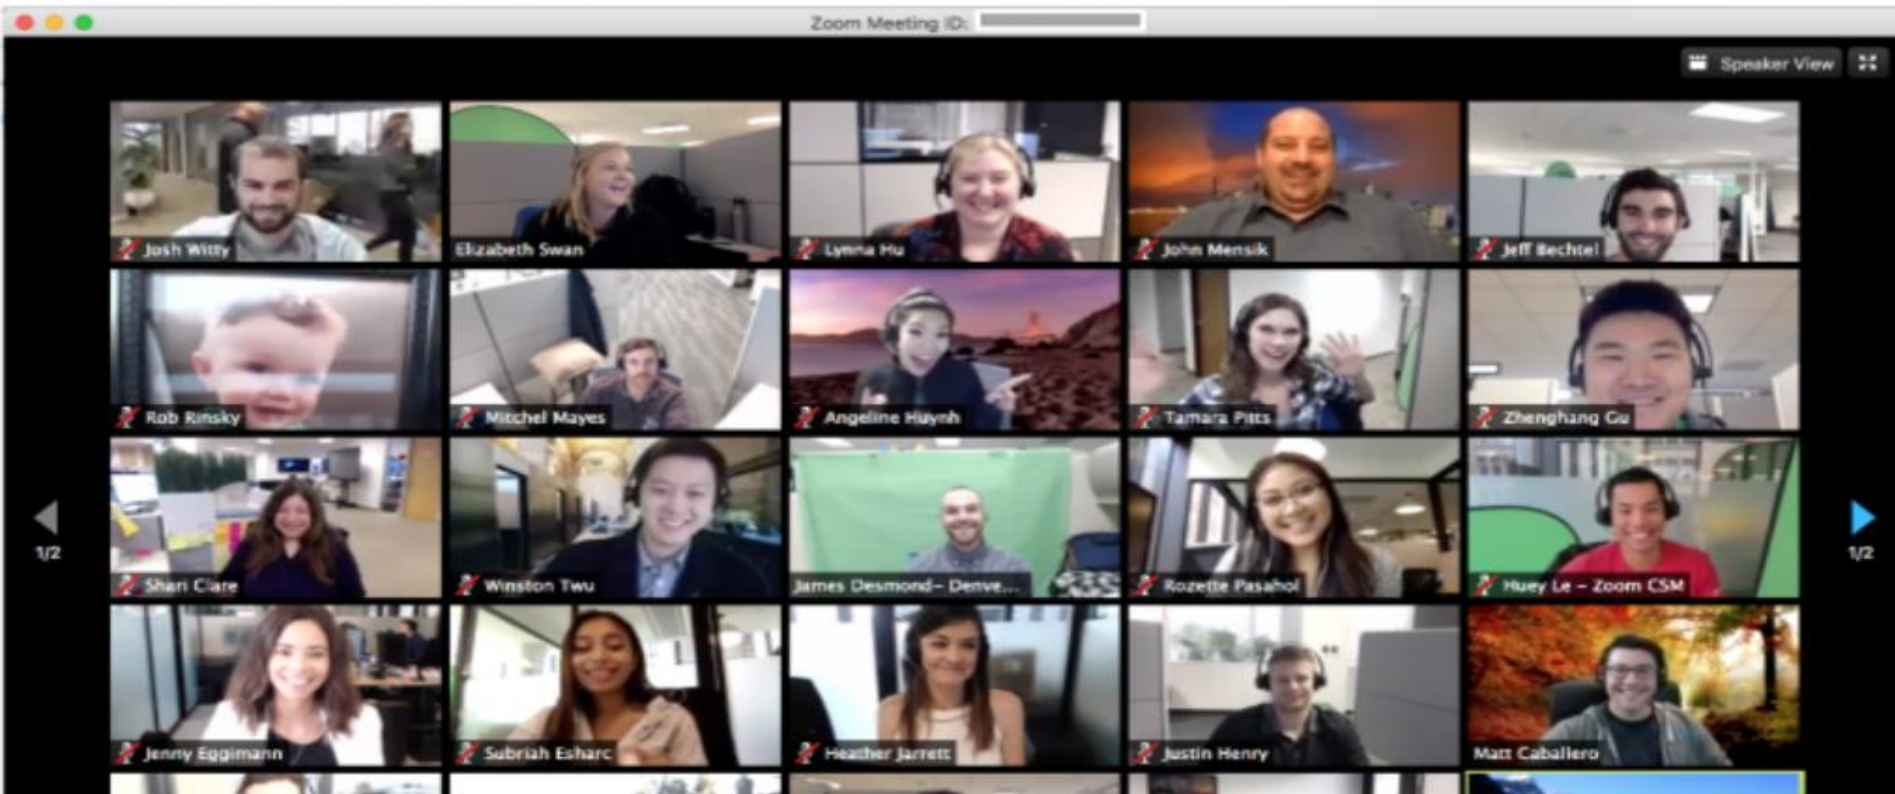 Zoom Meeting ID:
Speaker View
Josh Witty
Elizabeth Swan
Lynna Hu
John Mensik
Jeff Bechtel
Rob Rinsky
Mitchel Mayes
Angeline Huynh
Tamara Pitts
Zhenghang Gu
1/2
1/2
Shari Clare
Winston Twu
James Desmond- Denve...
Rozette Pasahol
Huey Le - Zoom CSM
Jenny Eggimann
Subriah Esharc
Heather Jarrett
Justin Henry
Matt Caballero